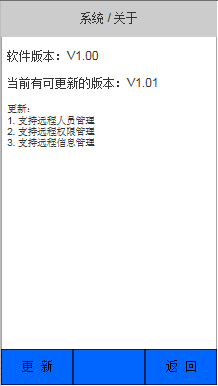 系统 / 关于
软件版本：V1.00
当前有可更新的版本：V1.01
更新：
1. 支持远程人员管理
2. 支持远程权限管理
3. 支持远程信息管理
更 新
返 回